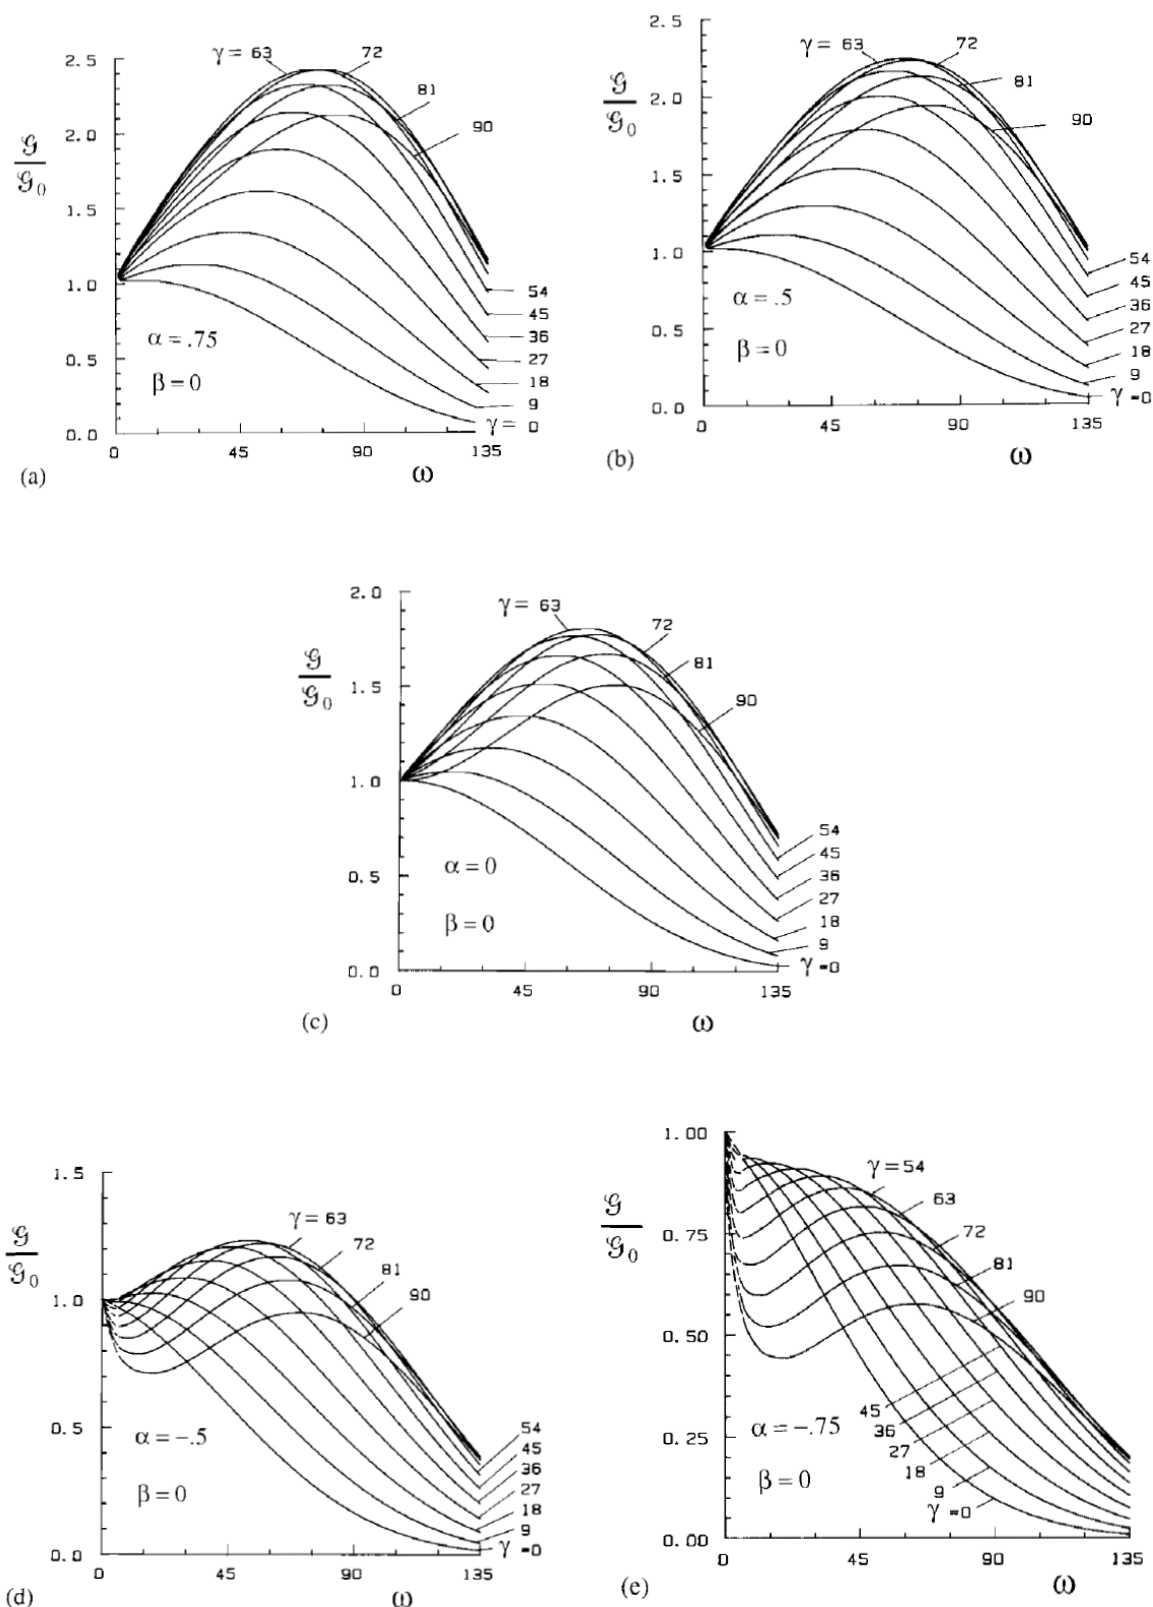 γ = 63
72
81
90
𝒢
𝒢0
2.5
2.0
1.5
1.0
0.5
0.0
α = .75
β = 0
54
45
36
27
18
9
γ = 0
0
45
90
135
ω
(a)
γ = 63
72
81
90
𝒢
𝒢0
2.5
2.0
1.5
1.0
0.5
0.0
α = .5
β = 0
54
45
36
27
18
9
γ =0
0
45
90
135
ω
(b)
γ = 63
72
81
90
𝒢
𝒢0
2.0
1.5
1.0
0.5
0.0
α = 0
β = 0
54
45
36
27
18
9
γ =0
0
45
90
135
ω
(c)
γ = 63
72
81
90
𝒢
𝒢0
1.5
1.0
0.5
0.0
α = -.5
β = 0
54
45
36
27
18
9
γ =0
0
45
90
135
ω
(d)
γ = 54
63
72
81
90
𝒢
𝒢0
1.00
0.75
0.50
0.25
0.00
α = -.75
β = 0
45
36
27
18
9
γ =0
0
45
90
135
ω
(e)